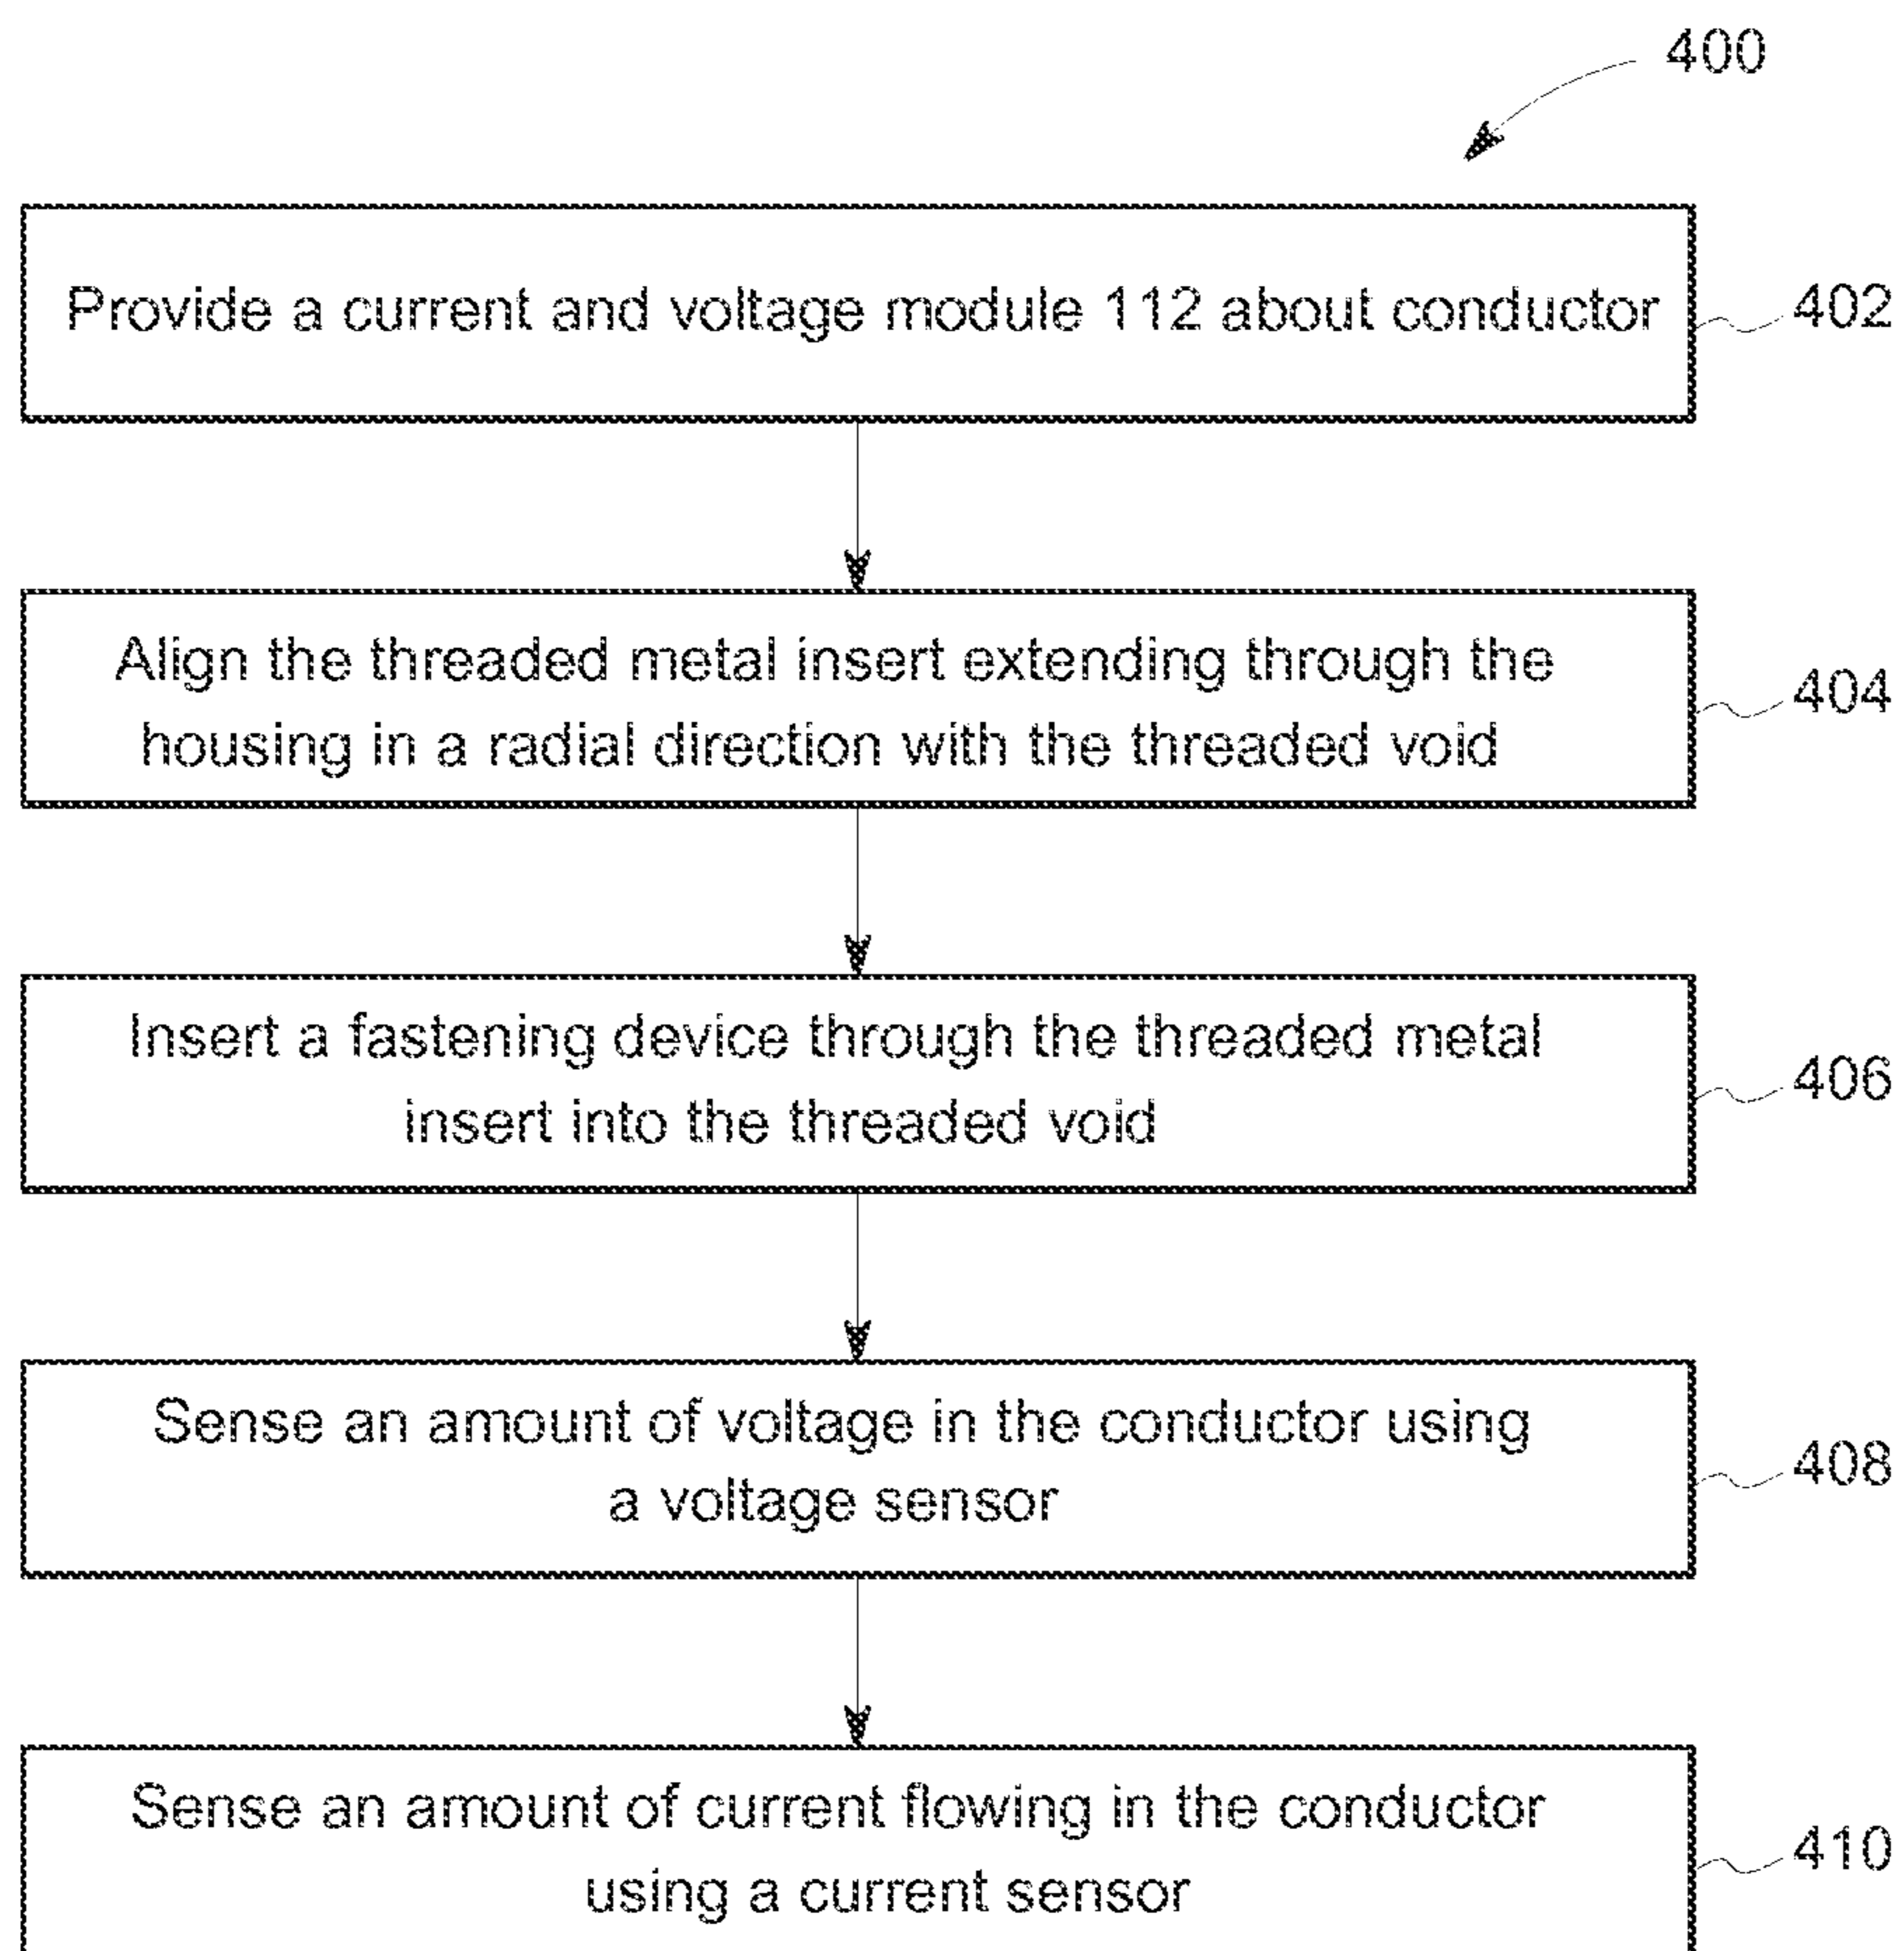 400
Provide a current and voltage module 112 about conductor
402
Align the threaded metal insert extending through the
housing in a radial direction with the threaded void
404
Insert a fastening device through the threaded metal
insert into the threaded void
406
Sense an amount of voltage in the conductor using
a voltage sensor
408
Sense an amount of current flowing in the conductor
using a current sensor
410